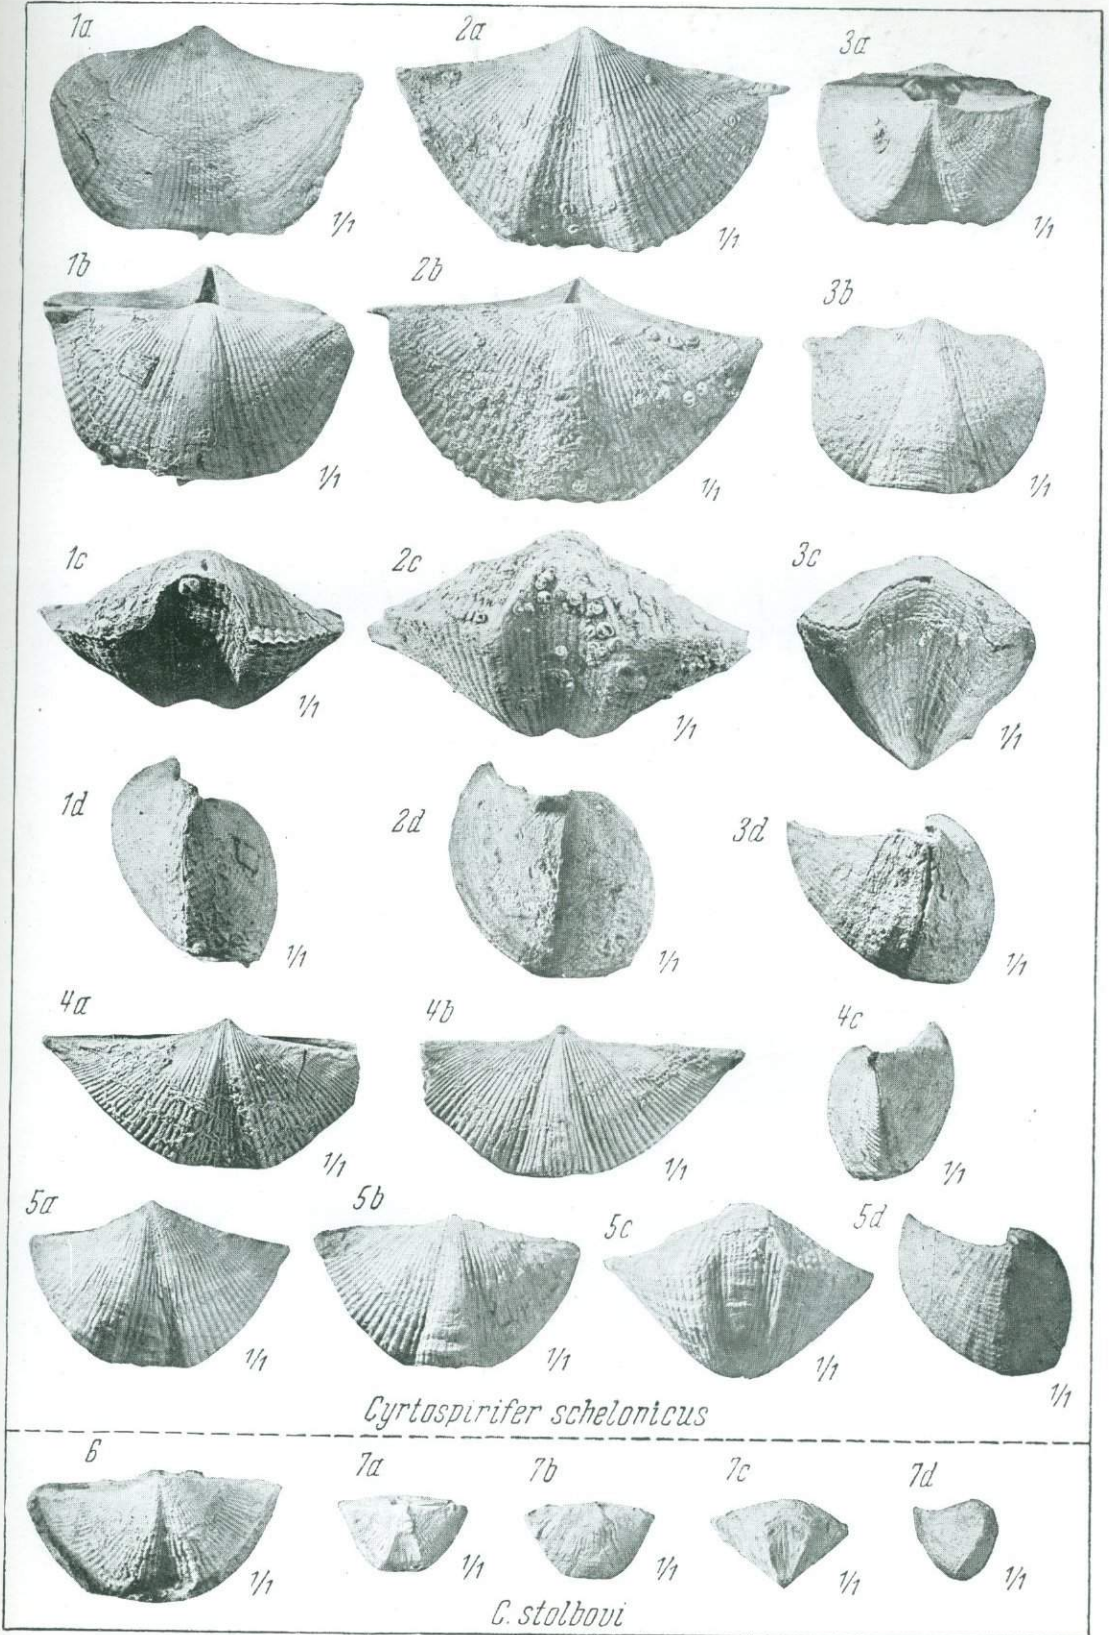 1a 2a 3a
1/1 1/1 1/1
1b 2b 3b
1/1 1/1 1/1
1c 2c 3c
1/1 1/1 1/1
1d 2d 3d
1/1 1/1 1/1
4a 4b 4c
1/1 1/1 1/1
5a 5b 5c 5d
1/1 1/1 1/1 1/1
Cyrtospirifer schelonicus
6 7a 7b 7c 7d
1/1 1/1 1/1 1/1 1/1
C. stolbovi